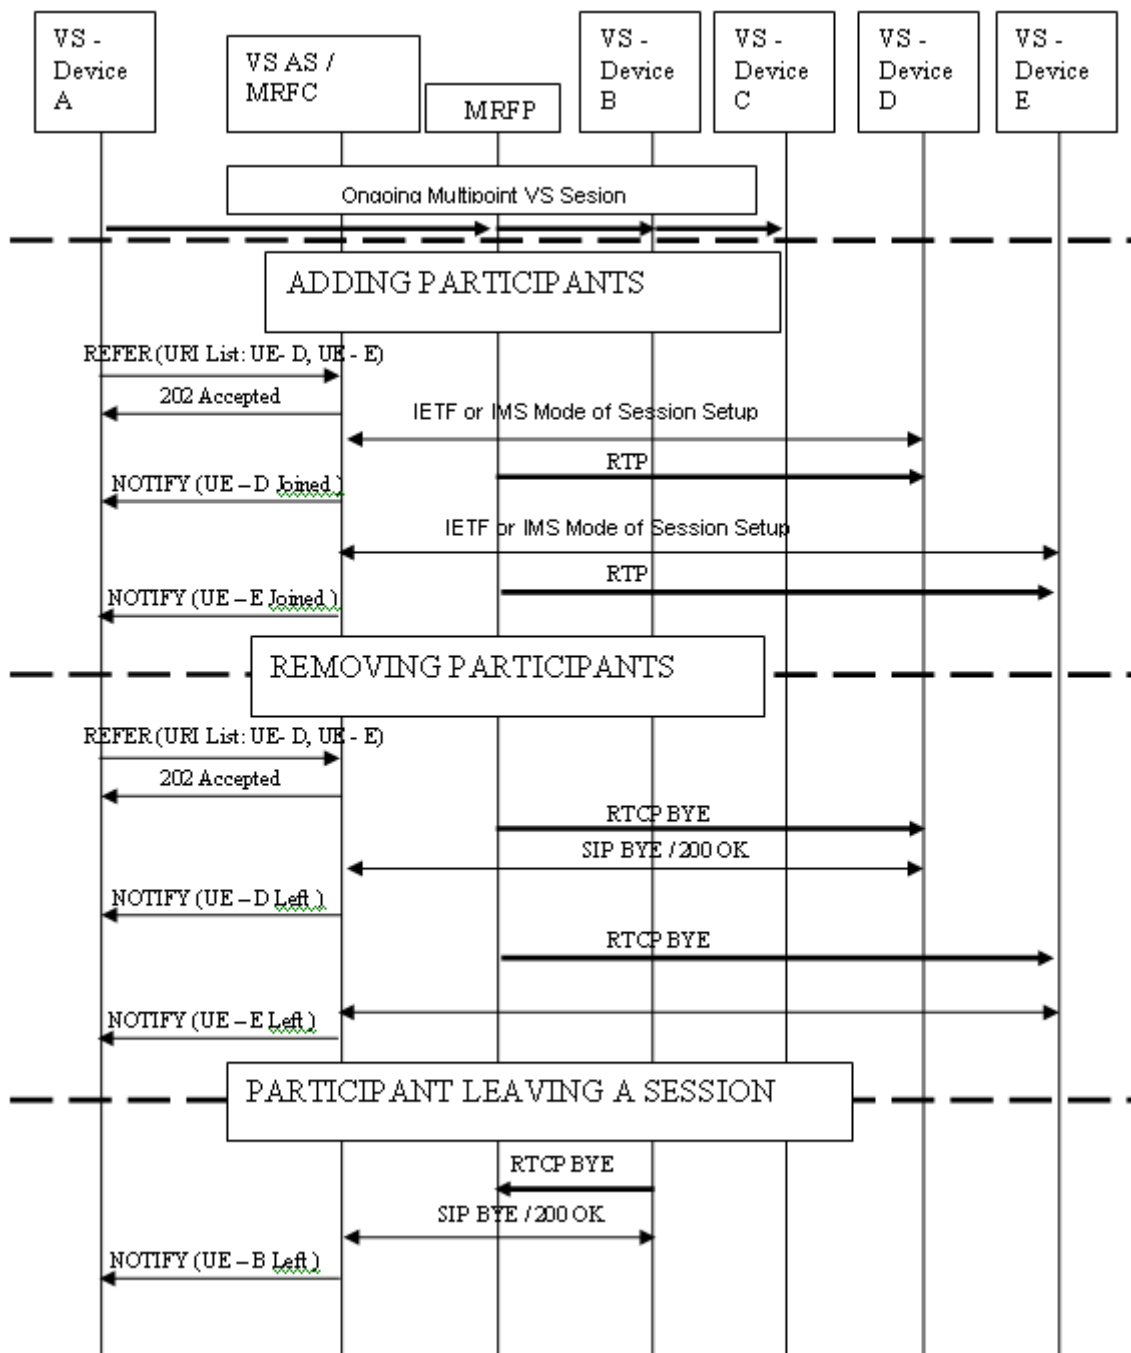 VS -
Device
A
VS AS /
MRFC
MRFP
VS -
Device
B
VS -
Device
C
VS -
Device
D
VS -
Device
E
Ongoing Multipoint VS Sesion
ADDING PARTICIPANTS
REFER (URI List: UE- D, UE - E)
202 Accepted
IETF or IMS Mode of Session Setup
RTP
NOTIFY (UE – D Joined )
IETF or IMS Mode of Session Setup
RTP
NOTIFY (UE – E Joined )
REMOVING PARTICIPANTS
REFER (URI List: UE- D, UE - E)
202 Accepted
RTCP BYE
SIP BYE / 200 OK
NOTIFY (UE – D Left )
RTCP BYE
NOTIFY (UE – E Left )
PARTICIPANT LEAVING A SESSION
RTCP BYE
SIP BYE / 200 OK
NOTIFY (UE – B Left )